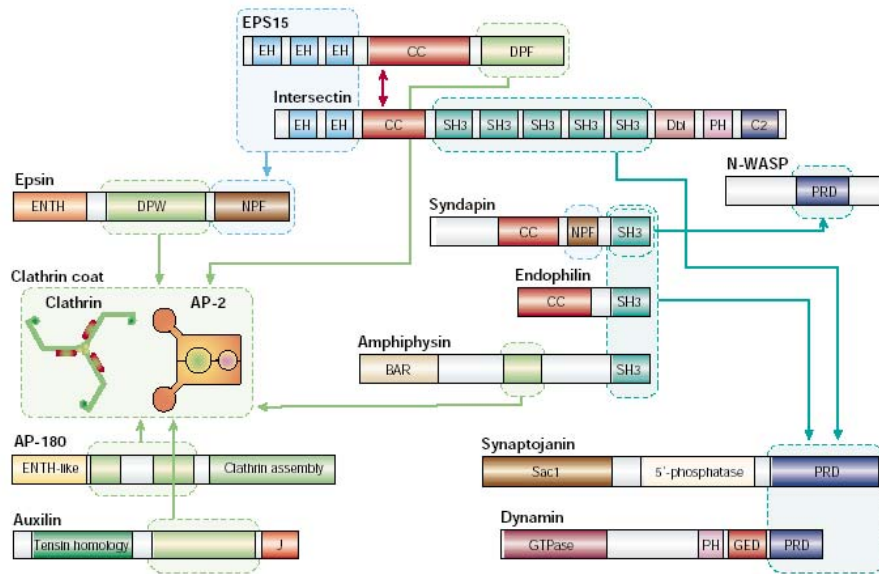 EPS15
EH EH EH CC DPF
Intersectin
EH EH CC SH3 SH3 SH3 SH3 SH3 Dbl PH C2
N-WASP
PRD
Epsin
ENTH DPW NPF
Syndapin
CC NPF SH3
Clathrin coat
Clathrin AP-2
Endophilin
CC SH3
Amphiphysin
BAR SH3
AP-180
ENTH-like Clathrin assembly
Synaptojanin
Sac1 5'-phosphatase PRD
Auxilin
Tensin homology J
Dynamin
GTPase PH GED PRD